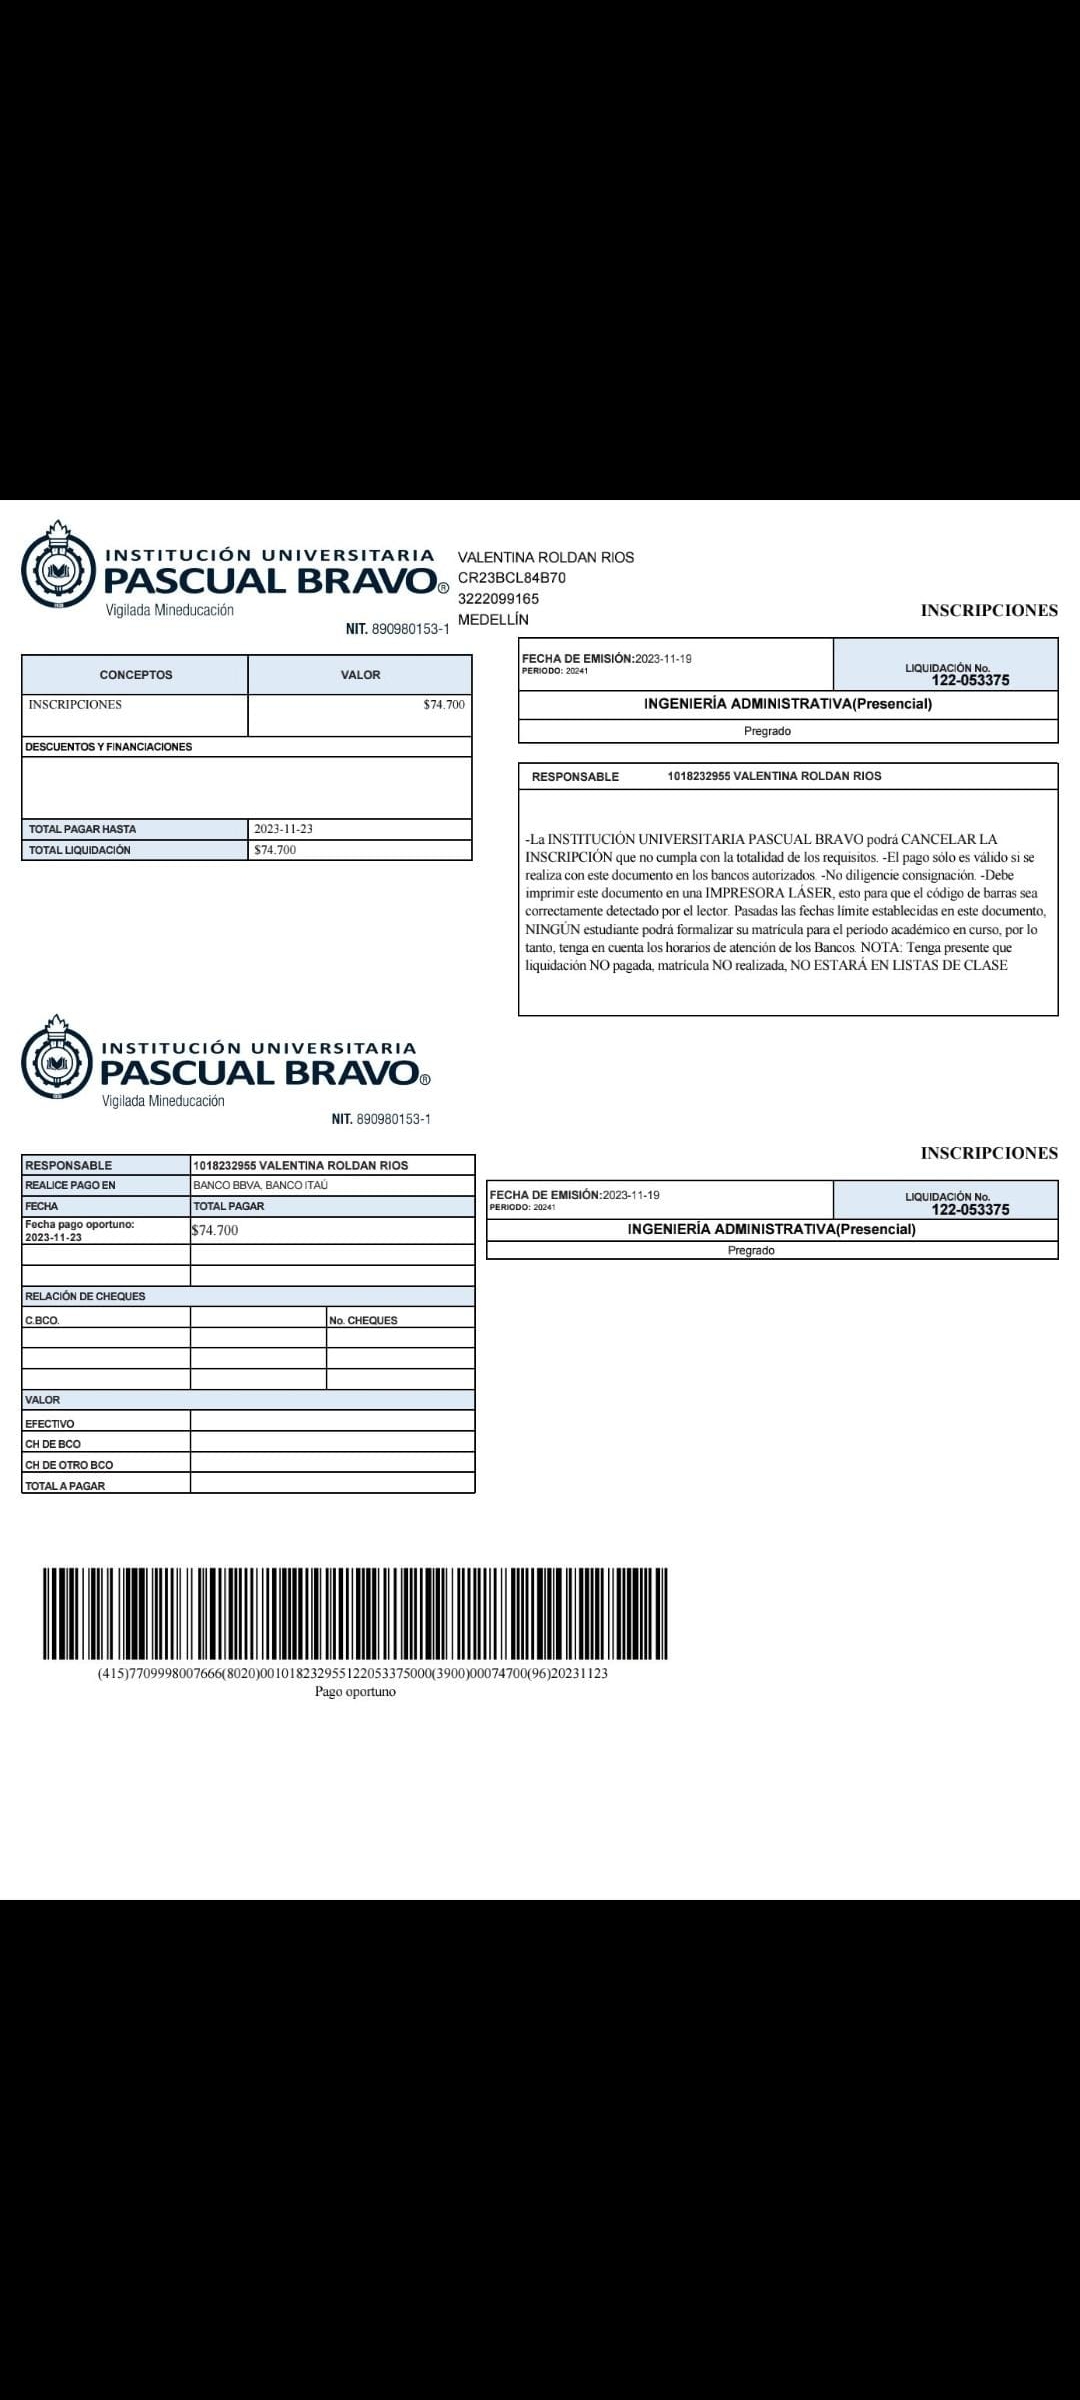 INSTITUCIÓN UNIVERSITARIA
PASCUAL BRAVO®
Vigilada Mineducación
NIT. 890980153-1
VALENTINA ROLDAN RIOS
CR23BCL84B70
3222099165
MEDELLÍN
INSCRIPCIONES
CONCEPTOS VALOR
INSCRIPCIONES $74.700
DESCUENTOS Y FINANCIACIONES
TOTAL PAGAR HASTA 2023-11-23
TOTAL LIQUIDACIÓN $74.700
FECHA DE EMISIÓN:2023-11-19
PERIODO: 20241
LIQUIDACIÓN No.
122-053375
INGENIERÍA ADMINISTRATIVA(Presencial)
Pregrado
RESPONSABLE 1018232955 VALENTINA ROLDAN RIOS
-La INSTITUCIÓN UNIVERSITARIA PASCUAL BRAVO podrá CANCELAR LA
INSCRIPCIÓN que no cumpla con la totalidad de los requisitos. -El pago sólo es válido si se
realiza con este documento en los bancos autorizados. -No diligencie consignación. -Debe
imprimir este documento en una IMPRESORA LÁSER, esto para que el código de barras sea
correctamente detectado por el lector. Pasadas las fechas límite establecidas en este documento,
NINGÚN estudiante podrá formalizar su matrícula para el periodo académico en curso, por lo
tanto, tenga en cuenta los horarios de atención de los Bancos. NOTA: Tenga presente que
liquidación NO pagada, matrícula NO realizada, NO ESTARÁ EN LISTAS DE CLASE
INSTITUCIÓN UNIVERSITARIA
PASCUAL BRAVO®
Vigilada Mineducación
NIT. 890980153-1
INSCRIPCIONES
RESPONSABLE 1018232955 VALENTINA ROLDAN RIOS
REALICE PAGO EN BANCO BBVA, BANCO ITAÚ
FECHA TOTAL PAGAR
Fecha pago oportuno:
2023-11-23
$74.700
RELACIÓN DE CHEQUES
C.BCO. No. CHEQUES
VALOR
EFECTIVO
CH DE BCO
CH DE OTRO BCO
TOTAL A PAGAR
FECHA DE EMISIÓN:2023-11-19
PERIODO: 20241
LIQUIDACIÓN No.
122-053375
INGENIERÍA ADMINISTRATIVA(Presencial)
Pregrado
(415)7709998007666(8020)001018232955122053375000(3900)00074700(96)20231123
Pago oportuno